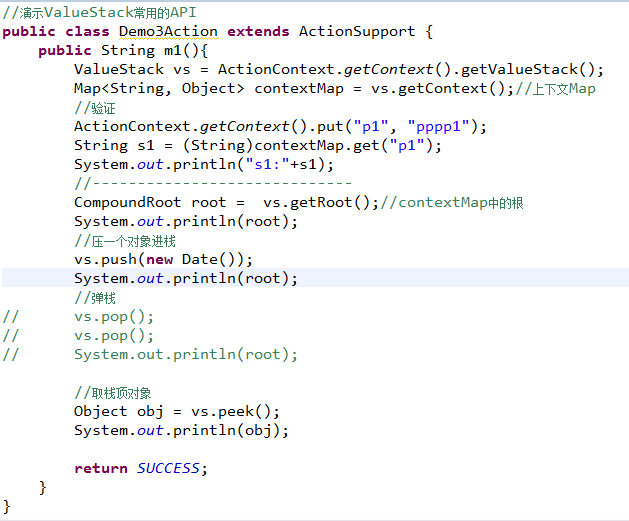 //演示ValueStack常用的API
public class Demo3Action extends ActionSupport {
    public String m1(){
        ValueStack vs = ActionContext.getContext().getValueStack();
        Map<String, Object> contextMap = vs.getContext();//上下文Map
        //验证
        ActionContext.getContext().put("p1", "pppp1");
        String s1 = (String)contextMap.get("p1");
        System.out.println("s1:"+s1);
        //-----------------------------
        CompoundRoot root =  vs.getRoot();//contextMap中的根
        System.out.println(root);
        //压一个对象进栈
        vs.push(new Date());
        System.out.println(root);
        //弹栈
//      vs.pop();
//      vs.pop();
//      System.out.println(root);
        //取栈顶对象
        Object obj = vs.peek();
        System.out.println(obj);
        return SUCCESS;
    }
}